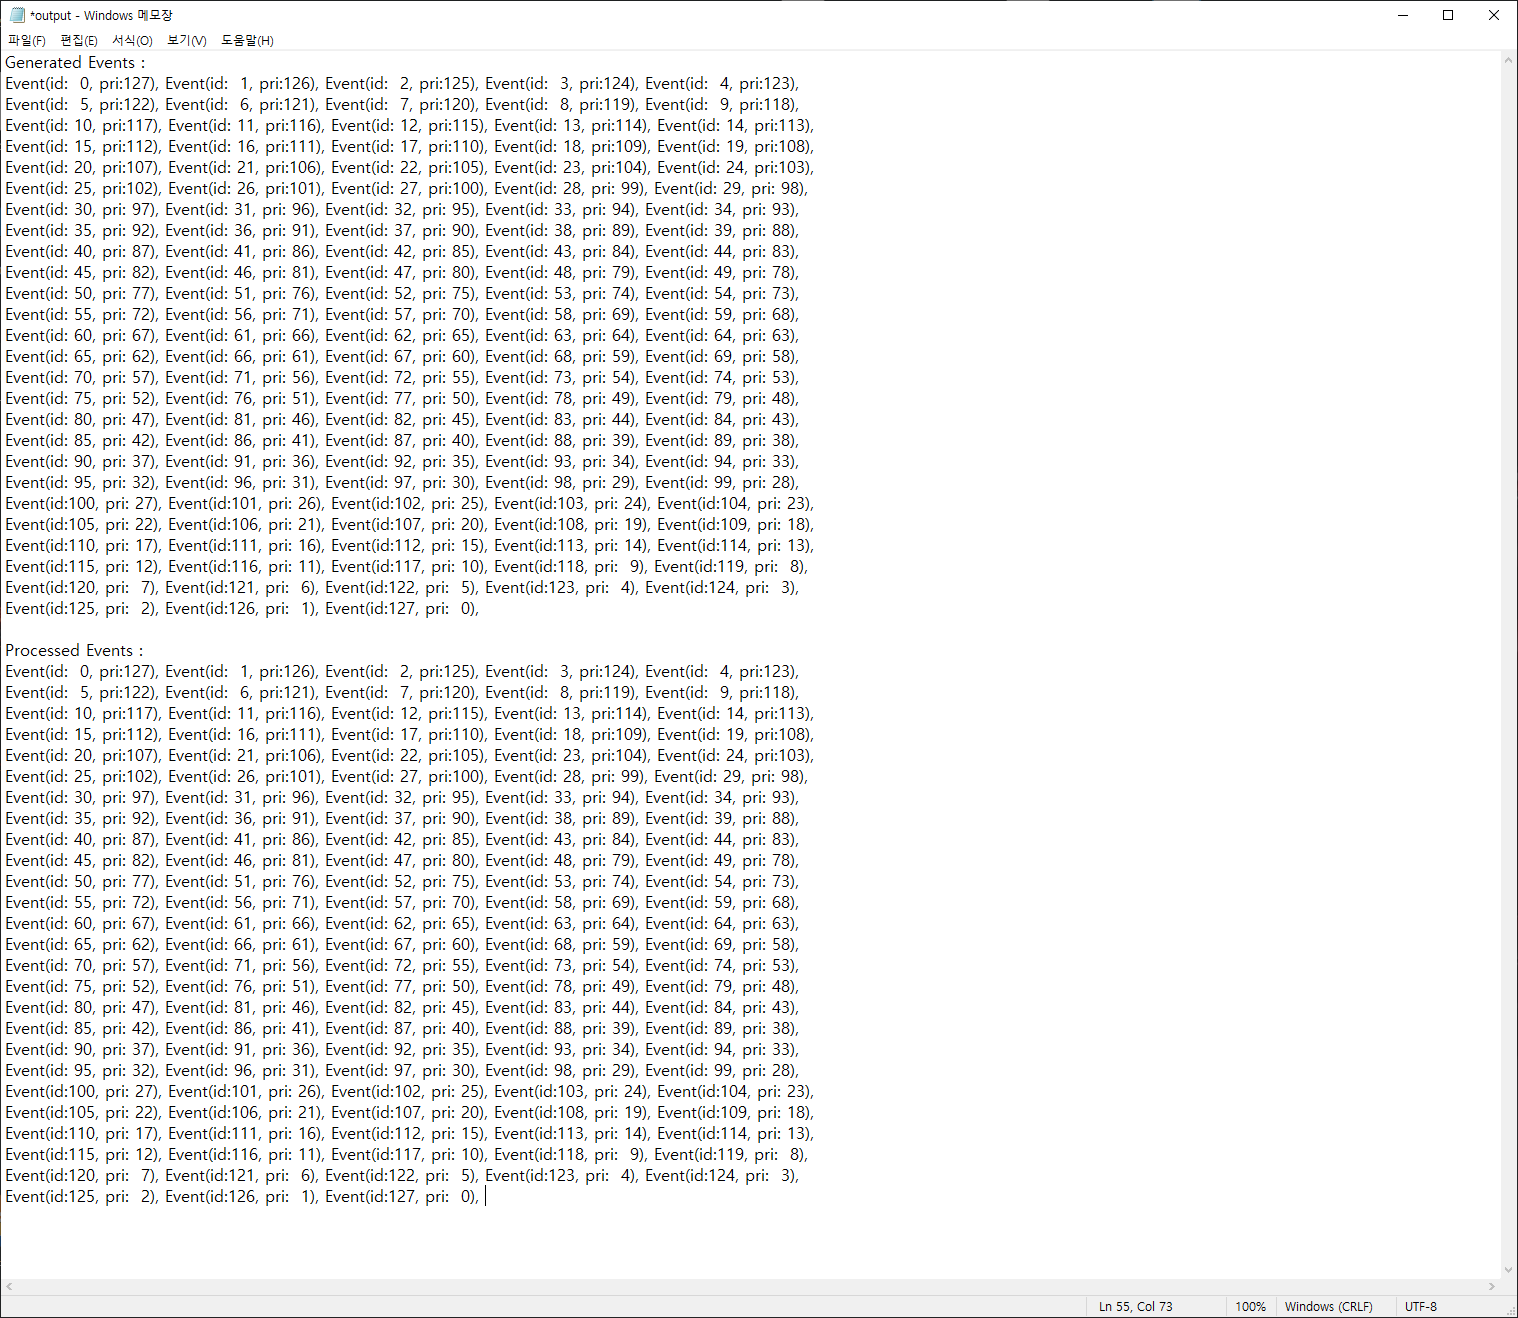 *output - Windows 메모장
파일(F) 편집(E) 서식(O) 보기(V) 도움말(H)
Generated Events :
Event(id:  0, pri:127), Event(id:  1, pri:126), Event(id:  2, pri:125), Event(id:  3, pri:124), Event(id:  4, pri:123),
Event(id:  5, pri:122), Event(id:  6, pri:121), Event(id:  7, pri:120), Event(id:  8, pri:119), Event(id:  9, pri:118),
Event(id: 10, pri:117), Event(id: 11, pri:116), Event(id: 12, pri:115), Event(id: 13, pri:114), Event(id: 14, pri:113),
Event(id: 15, pri:112), Event(id: 16, pri:111), Event(id: 17, pri:110), Event(id: 18, pri:109), Event(id: 19, pri:108),
Event(id: 20, pri:107), Event(id: 21, pri:106), Event(id: 22, pri:105), Event(id: 23, pri:104), Event(id: 24, pri:103),
Event(id: 25, pri:102), Event(id: 26, pri:101), Event(id: 27, pri:100), Event(id: 28, pri: 99), Event(id: 29, pri: 98),
Event(id: 30, pri: 97), Event(id: 31, pri: 96), Event(id: 32, pri: 95), Event(id: 33, pri: 94), Event(id: 34, pri: 93),
Event(id: 35, pri: 92), Event(id: 36, pri: 91), Event(id: 37, pri: 90), Event(id: 38, pri: 89), Event(id: 39, pri: 88),
Event(id: 40, pri: 87), Event(id: 41, pri: 86), Event(id: 42, pri: 85), Event(id: 43, pri: 84), Event(id: 44, pri: 83),
Event(id: 45, pri: 82), Event(id: 46, pri: 81), Event(id: 47, pri: 80), Event(id: 48, pri: 79), Event(id: 49, pri: 78),
Event(id: 50, pri: 77), Event(id: 51, pri: 76), Event(id: 52, pri: 75), Event(id: 53, pri: 74), Event(id: 54, pri: 73),
Event(id: 55, pri: 72), Event(id: 56, pri: 71), Event(id: 57, pri: 70), Event(id: 58, pri: 69), Event(id: 59, pri: 68),
Event(id: 60, pri: 67), Event(id: 61, pri: 66), Event(id: 62, pri: 65), Event(id: 63, pri: 64), Event(id: 64, pri: 63),
Event(id: 65, pri: 62), Event(id: 66, pri: 61), Event(id: 67, pri: 60), Event(id: 68, pri: 59), Event(id: 69, pri: 58),
Event(id: 70, pri: 57), Event(id: 71, pri: 56), Event(id: 72, pri: 55), Event(id: 73, pri: 54), Event(id: 74, pri: 53),
Event(id: 75, pri: 52), Event(id: 76, pri: 51), Event(id: 77, pri: 50), Event(id: 78, pri: 49), Event(id: 79, pri: 48),
Event(id: 80, pri: 47), Event(id: 81, pri: 46), Event(id: 82, pri: 45), Event(id: 83, pri: 44), Event(id: 84, pri: 43),
Event(id: 85, pri: 42), Event(id: 86, pri: 41), Event(id: 87, pri: 40), Event(id: 88, pri: 39), Event(id: 89, pri: 38),
Event(id: 90, pri: 37), Event(id: 91, pri: 36), Event(id: 92, pri: 35), Event(id: 93, pri: 34), Event(id: 94, pri: 33),
Event(id: 95, pri: 32), Event(id: 96, pri: 31), Event(id: 97, pri: 30), Event(id: 98, pri: 29), Event(id: 99, pri: 28),
Event(id:100, pri: 27), Event(id:101, pri: 26), Event(id:102, pri: 25), Event(id:103, pri: 24), Event(id:104, pri: 23),
Event(id:105, pri: 22), Event(id:106, pri: 21), Event(id:107, pri: 20), Event(id:108, pri: 19), Event(id:109, pri: 18),
Event(id:110, pri: 17), Event(id:111, pri: 16), Event(id:112, pri: 15), Event(id:113, pri: 14), Event(id:114, pri: 13),
Event(id:115, pri: 12), Event(id:116, pri: 11), Event(id:117, pri: 10), Event(id:118, pri:  9), Event(id:119, pri:  8),
Event(id:120, pri:  7), Event(id:121, pri:  6), Event(id:122, pri:  5), Event(id:123, pri:  4), Event(id:124, pri:  3),
Event(id:125, pri:  2), Event(id:126, pri:  1), Event(id:127, pri:  0),
Processed Events :
Event(id:  0, pri:127), Event(id:  1, pri:126), Event(id:  2, pri:125), Event(id:  3, pri:124), Event(id:  4, pri:123),
Event(id:  5, pri:122), Event(id:  6, pri:121), Event(id:  7, pri:120), Event(id:  8, pri:119), Event(id:  9, pri:118),
Event(id: 10, pri:117), Event(id: 11, pri:116), Event(id: 12, pri:115), Event(id: 13, pri:114), Event(id: 14, pri:113),
Event(id: 15, pri:112), Event(id: 16, pri:111), Event(id: 17, pri:110), Event(id: 18, pri:109), Event(id: 19, pri:108),
Event(id: 20, pri:107), Event(id: 21, pri:106), Event(id: 22, pri:105), Event(id: 23, pri:104), Event(id: 24, pri:103),
Event(id: 25, pri:102), Event(id: 26, pri:101), Event(id: 27, pri:100), Event(id: 28, pri: 99), Event(id: 29, pri: 98),
Event(id: 30, pri: 97), Event(id: 31, pri: 96), Event(id: 32, pri: 95), Event(id: 33, pri: 94), Event(id: 34, pri: 93),
Event(id: 35, pri: 92), Event(id: 36, pri: 91), Event(id: 37, pri: 90), Event(id: 38, pri: 89), Event(id: 39, pri: 88),
Event(id: 40, pri: 87), Event(id: 41, pri: 86), Event(id: 42, pri: 85), Event(id: 43, pri: 84), Event(id: 44, pri: 83),
Event(id: 45, pri: 82), Event(id: 46, pri: 81), Event(id: 47, pri: 80), Event(id: 48, pri: 79), Event(id: 49, pri: 78),
Event(id: 50, pri: 77), Event(id: 51, pri: 76), Event(id: 52, pri: 75), Event(id: 53, pri: 74), Event(id: 54, pri: 73),
Event(id: 55, pri: 72), Event(id: 56, pri: 71), Event(id: 57, pri: 70), Event(id: 58, pri: 69), Event(id: 59, pri: 68),
Event(id: 60, pri: 67), Event(id: 61, pri: 66), Event(id: 62, pri: 65), Event(id: 63, pri: 64), Event(id: 64, pri: 63),
Event(id: 65, pri: 62), Event(id: 66, pri: 61), Event(id: 67, pri: 60), Event(id: 68, pri: 59), Event(id: 69, pri: 58),
Event(id: 70, pri: 57), Event(id: 71, pri: 56), Event(id: 72, pri: 55), Event(id: 73, pri: 54), Event(id: 74, pri: 53),
Event(id: 75, pri: 52), Event(id: 76, pri: 51), Event(id: 77, pri: 50), Event(id: 78, pri: 49), Event(id: 79, pri: 48),
Event(id: 80, pri: 47), Event(id: 81, pri: 46), Event(id: 82, pri: 45), Event(id: 83, pri: 44), Event(id: 84, pri: 43),
Event(id: 85, pri: 42), Event(id: 86, pri: 41), Event(id: 87, pri: 40), Event(id: 88, pri: 39), Event(id: 89, pri: 38),
Event(id: 90, pri: 37), Event(id: 91, pri: 36), Event(id: 92, pri: 35), Event(id: 93, pri: 34), Event(id: 94, pri: 33),
Event(id: 95, pri: 32), Event(id: 96, pri: 31), Event(id: 97, pri: 30), Event(id: 98, pri: 29), Event(id: 99, pri: 28),
Event(id:100, pri: 27), Event(id:101, pri: 26), Event(id:102, pri: 25), Event(id:103, pri: 24), Event(id:104, pri: 23),
Event(id:105, pri: 22), Event(id:106, pri: 21), Event(id:107, pri: 20), Event(id:108, pri: 19), Event(id:109, pri: 18),
Event(id:110, pri: 17), Event(id:111, pri: 16), Event(id:112, pri: 15), Event(id:113, pri: 14), Event(id:114, pri: 13),
Event(id:115, pri: 12), Event(id:116, pri: 11), Event(id:117, pri: 10), Event(id:118, pri:  9), Event(id:119, pri:  8),
Event(id:120, pri:  7), Event(id:121, pri:  6), Event(id:122, pri:  5), Event(id:123, pri:  4), Event(id:124, pri:  3),
Event(id:125, pri:  2), Event(id:126, pri:  1), Event(id:127, pri:  0),
Ln 55, Col 73 100% Windows (CRLF) UTF-8